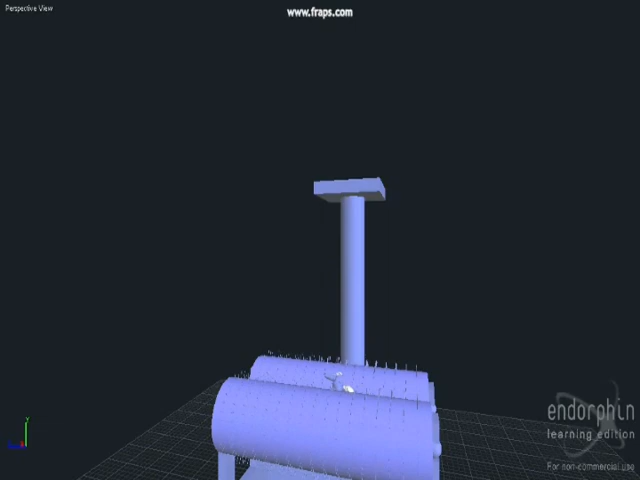 Perspective View
www.fraps.com
endorphin
learning edition
For non-commercial use